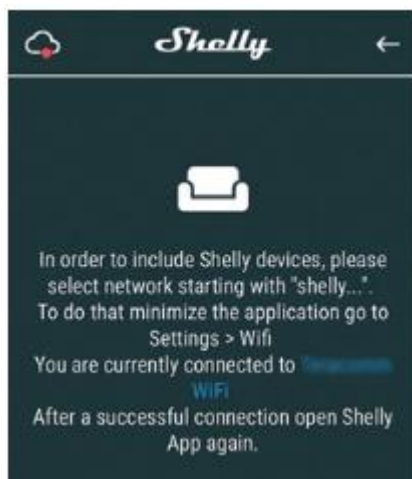 Shelly
In order to include Shelly devices, please
select network starting with "shelly...".
To do that minimize the application go to
Settings > Wifi
You are currently connected to
WiFi
After a successful connection open Shelly
App again.